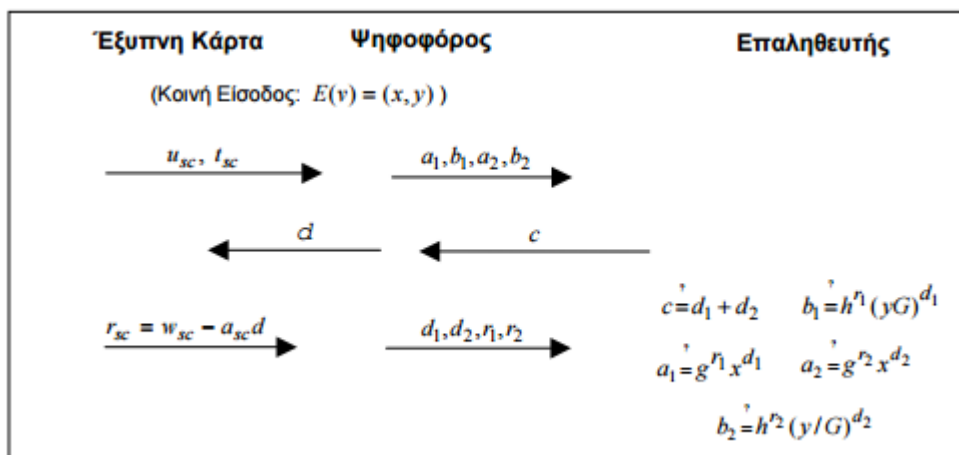 Έξυπνη Κάρτα Ψηφοφόρος Επαληθευτής
(Κοινή Είσοδος: E(v) = (x, y) )
u_sc, t_sc a_1, b_1, a_2, b_2
d c
c ?= d_1 + d_2 b_1 ?= h^{r_1} (yG)^{d_1}
r_sc = w_sc − a_sc d d_1, d_2, r_1, r_2
a_1 ?= g^{r_1} x^{d_1} a_2 ?= g^{r_2} x^{d_2}
b_2 ?= h^{r_2} (y / G)^{d_2}